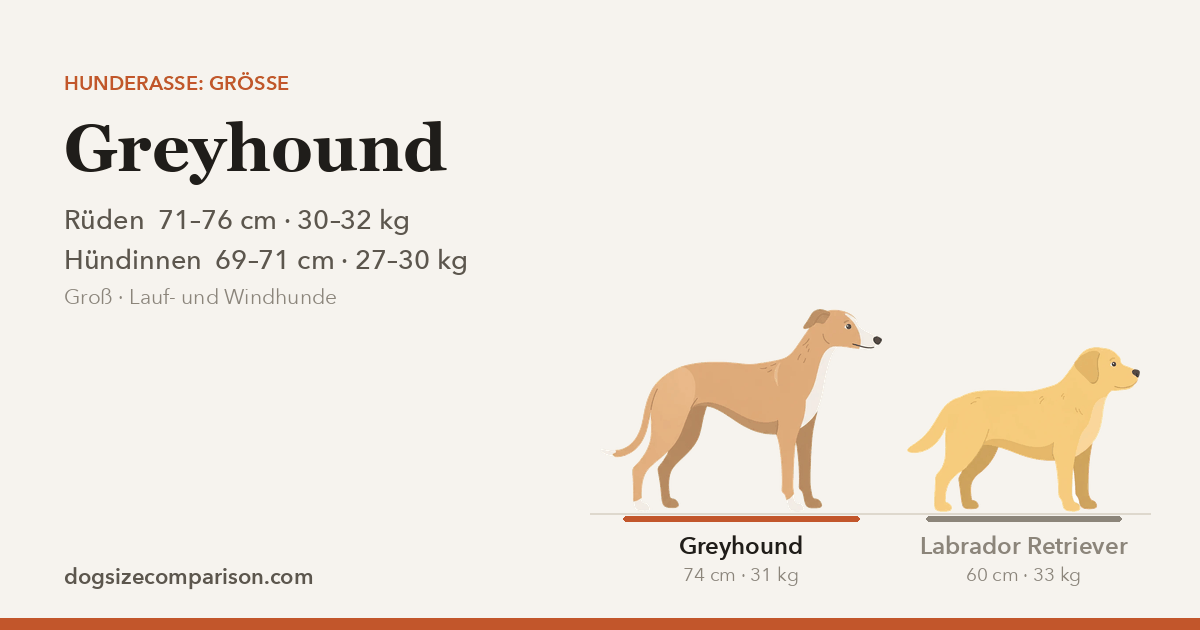 HUNDERASSE: GRÖSSE
Greyhound
Rüden 71–76 cm · 30–32 kg
Hündinnen 69–71 cm · 27–30 kg
Groß · Lauf- und Windhunde
Greyhound
74 cm · 31 kg
Labrador Retriever
60 cm · 33 kg
dogsizecomparison.com